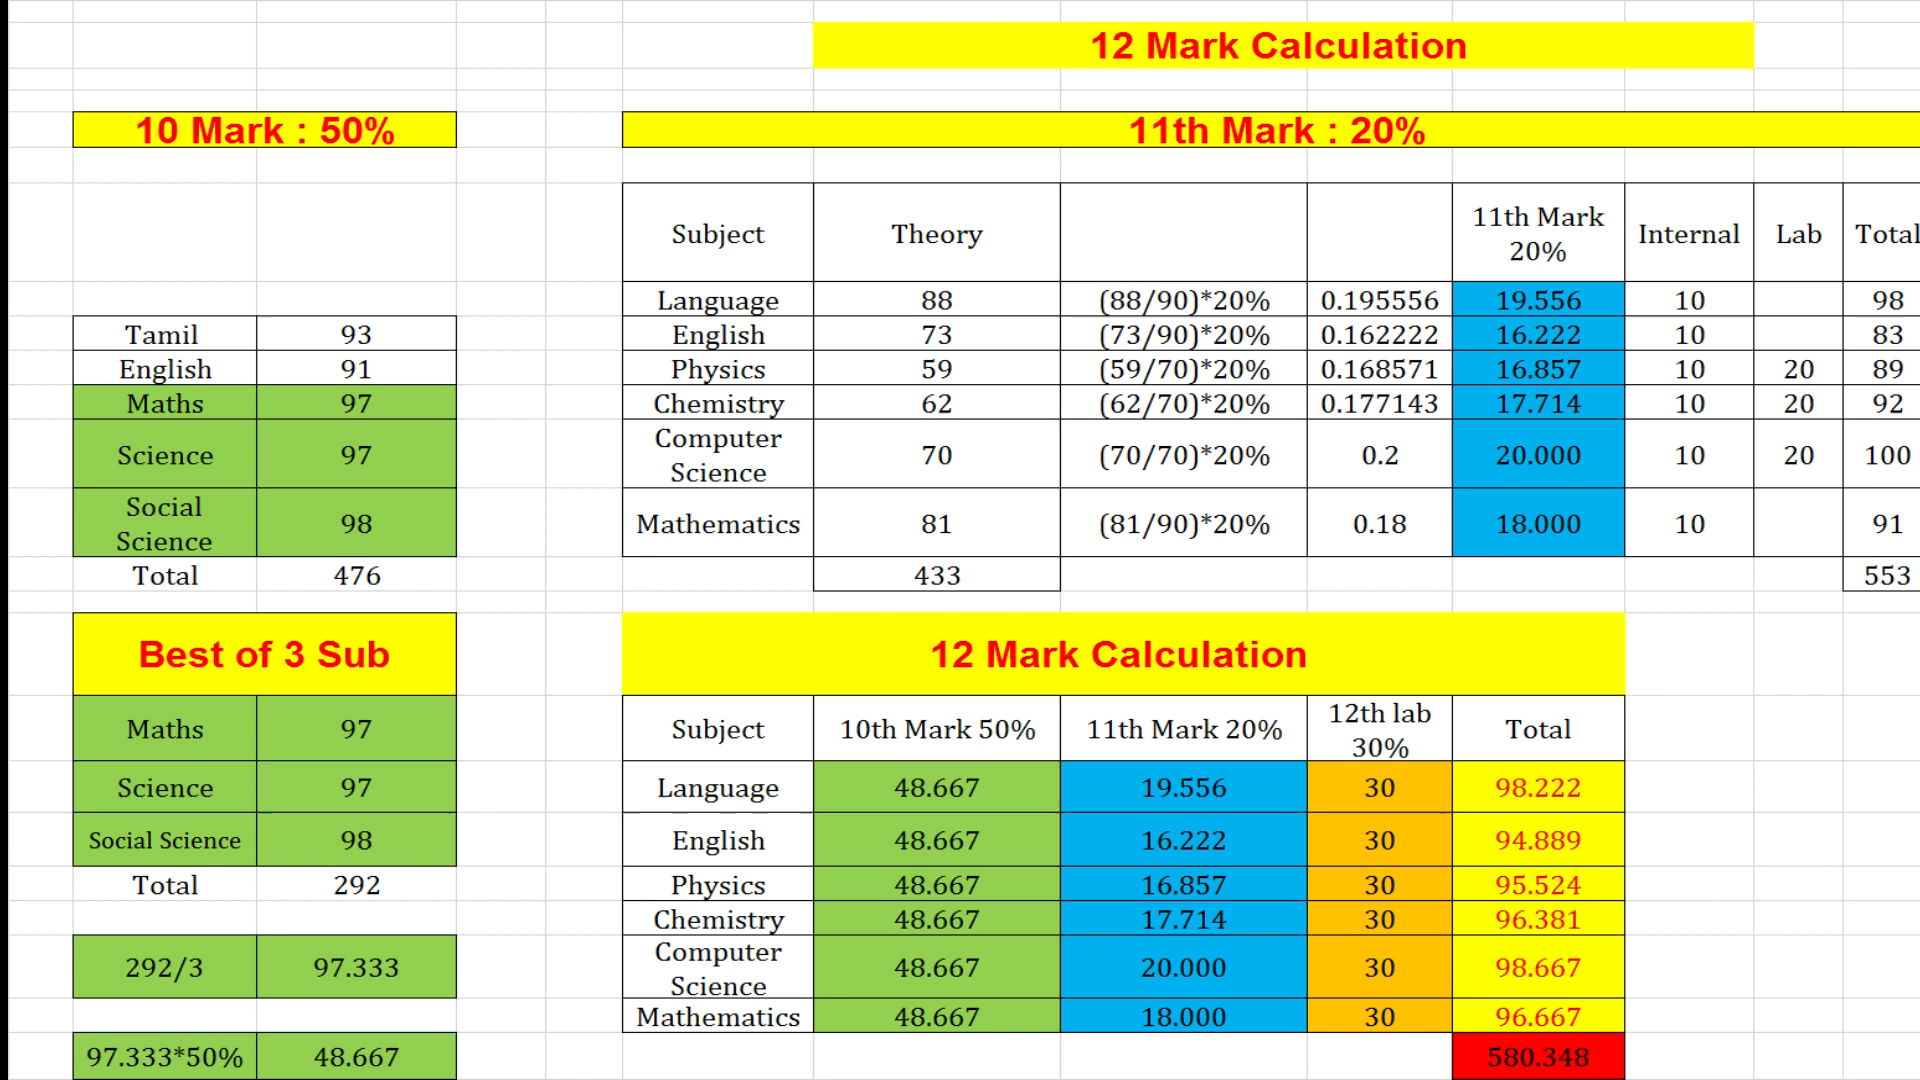 12 Mark Calculation
10 Mark : 50%
11th Mark : 20%
Subject Theory 11th Mark 20% Internal Lab Total
Language 88 (88/90)*20% 0.195556 19.556 10 98
English 73 (73/90)*20% 0.162222 16.222 10 83
Physics 59 (59/70)*20% 0.168571 16.857 10 20 89
Chemistry 62 (62/70)*20% 0.177143 17.714 10 20 92
Computer Science 70 (70/70)*20% 0.2 20.000 10 20 100
Mathematics 81 (81/90)*20% 0.18 18.000 10 91
433 553
Tamil 93
English 91
Maths 97
Science 97
Social Science 98
Total 476
Best of 3 Sub
Maths 97
Science 97
Social Science 98
Total 292
292/3 97.333
97.333*50% 48.667
12 Mark Calculation
Subject 10th Mark 50% 11th Mark 20% 12th lab 30% Total
Language 48.667 19.556 30 98.222
English 48.667 16.222 30 94.889
Physics 48.667 16.857 30 95.524
Chemistry 48.667 17.714 30 96.381
Computer Science 48.667 20.000 30 98.667
Mathematics 48.667 18.000 30 96.667
580.348